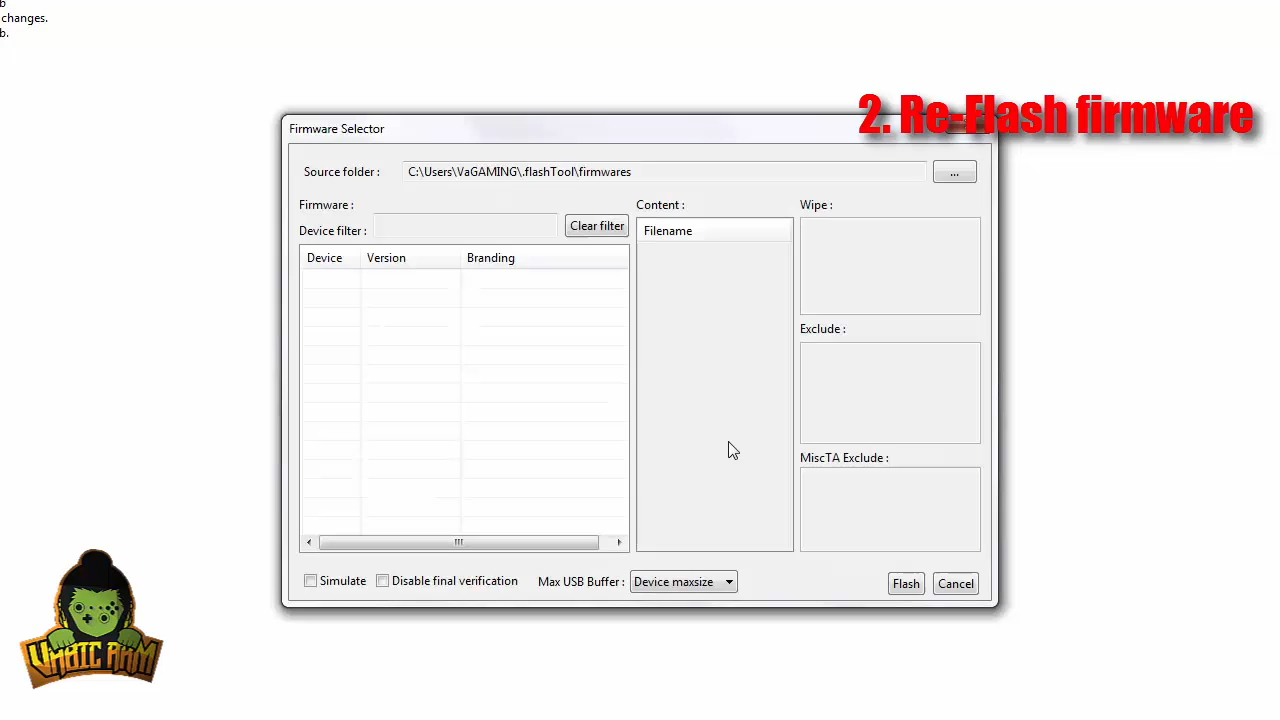 b
changes.
b.
2. Re-Flash firmware
Firmware Selector
Source folder :
C:\Users\VaGAMING\.flashTool\firmwares
...
Firmware :
Content :
Wipe :
Device filter :
Clear filter
Filename
Device
Version
Branding
Exclude :
MiscTA Exclude :
Simulate
Disable final verification
Max USB Buffer :
Device maxsize
Flash
Cancel